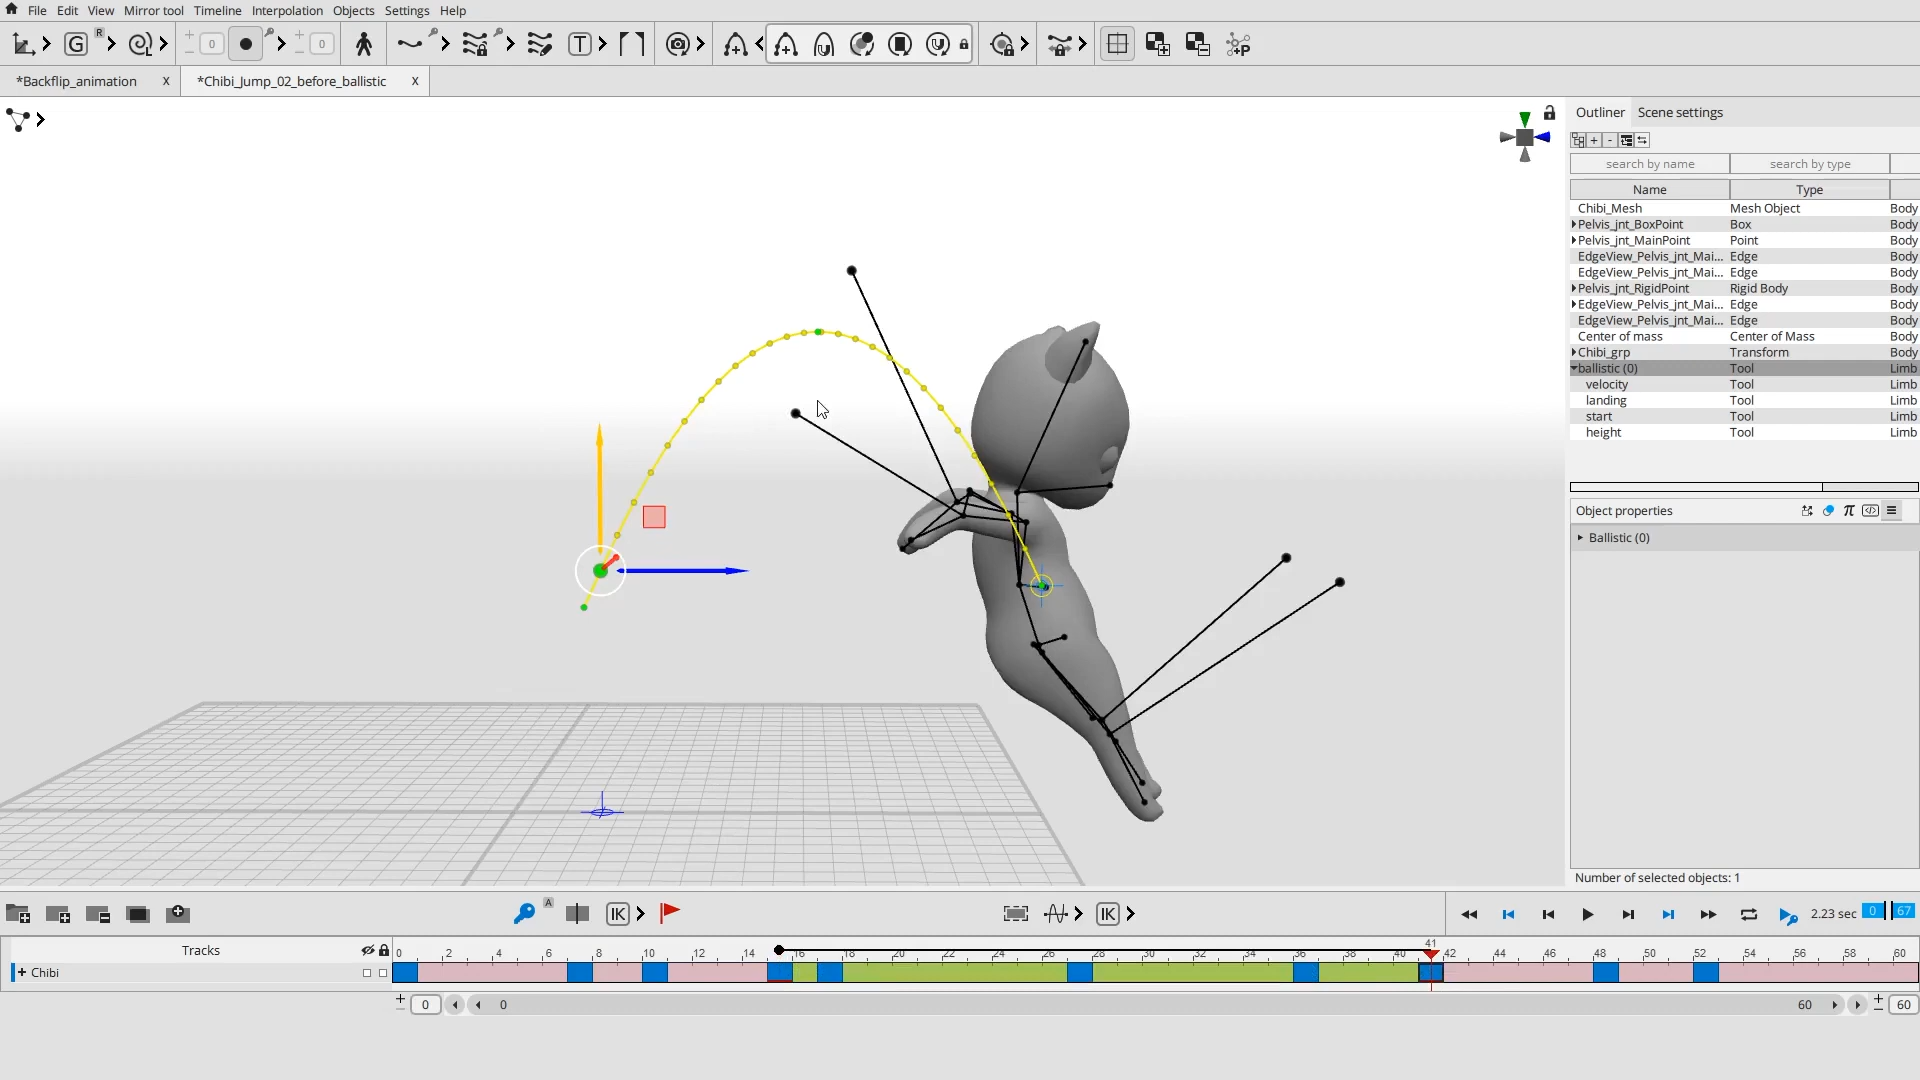 File Edit View Mirror tool Timeline Interpolation Objects Settings Help
G R 0 0 T +P
*Backflip_animation x *Chibi_Jump_02_before_ballistic x
Outliner Scene settings
search by name search by type
Name Type
Chibi_Mesh Mesh Object Body
Pelvis_jnt_BoxPoint Box Body
Pelvis_jnt_MainPoint Point Body
EdgeView_Pelvis_jnt_Mai... Edge Body
EdgeView_Pelvis_jnt_Mai... Edge Body
Pelvis_jnt_RigidPoint Rigid Body Body
EdgeView_Pelvis_jnt_Mai... Edge Body
EdgeView_Pelvis_jnt_Mai... Edge Body
Center of mass Center of Mass Body
Chibi_grp Transform Body
ballistic (0) Tool Limb
velocity Tool Limb
landing Tool Limb
start Tool Limb
height Tool Limb
Object properties π
Ballistic (0)
Number of selected objects: 1
A IK IK 2.23 sec 0 67
41
Tracks 0 2 4 6 8 10 12 14 16 18 20 22 24 26 28 30 32 34 36 38 40 42 44 46 48 50 52 54 56 58 60
+ Chibi
0 0 60 60